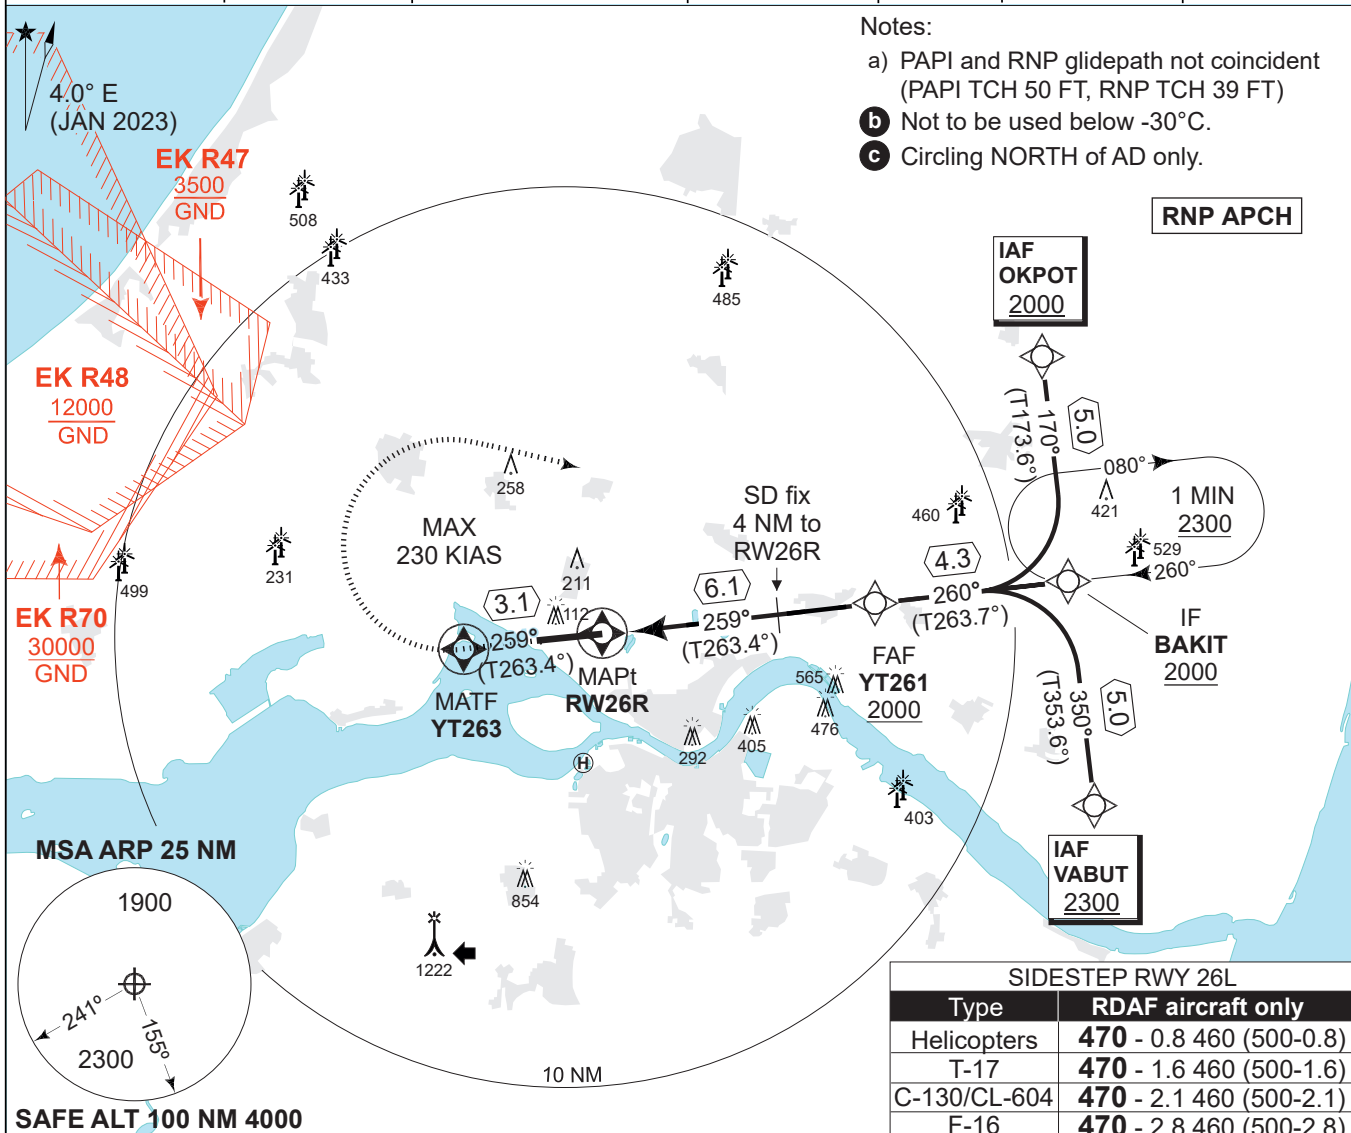 Notes:
a) PAPI and RNP glidepath not coincident
(PAPI TCH 50 FT, RNP TCH 39 FT)
b Not to be used below -30°C.
c Circling NORTH of AD only.
RNP APCH
4.0° E
(JAN 2023)
EK R47
3500
GND
508
433
485
IAF
OKPOT
2000
EK R48
12000
GND
170°
(T173.6°)
5.0
080°
1 MIN
2300
421
529
260°
258
MAX
230 KIAS
SD fix
4 NM to
RW26R
460
499
231
211
112
3.1
259°
(T263.4°)
6.1
259°
(T263.4°)
4.3
260°
(T263.7°)
IF
BAKIT
2000
EK R70
30000
GND
MATF
YT263
MAPt
RW26R
FAF
YT261
2000
565
476
405
292
H
403
350°
(T353.6°)
5.0
IAF
VABUT
2300
MSA ARP 25 NM
1900
241°
155°
2300
SAFE ALT 100 NM 4000
854
1222
10 NM
SIDESTEP RWY 26L
Type RDAF aircraft only
Helicopters 470 - 0.8 460 (500-0.8)
T-17 470 - 1.6 460 (500-1.6)
C-130/CL-604 470 - 2.1 460 (500-2.1)
F-16 470 - 2.8 460 (500-2.8)